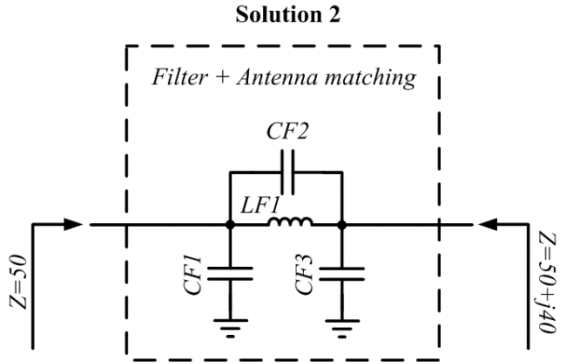 Solution 2
Filter + Antenna matching
CF2
LF1
CF1
CF3
Z=50
Z=50+j40